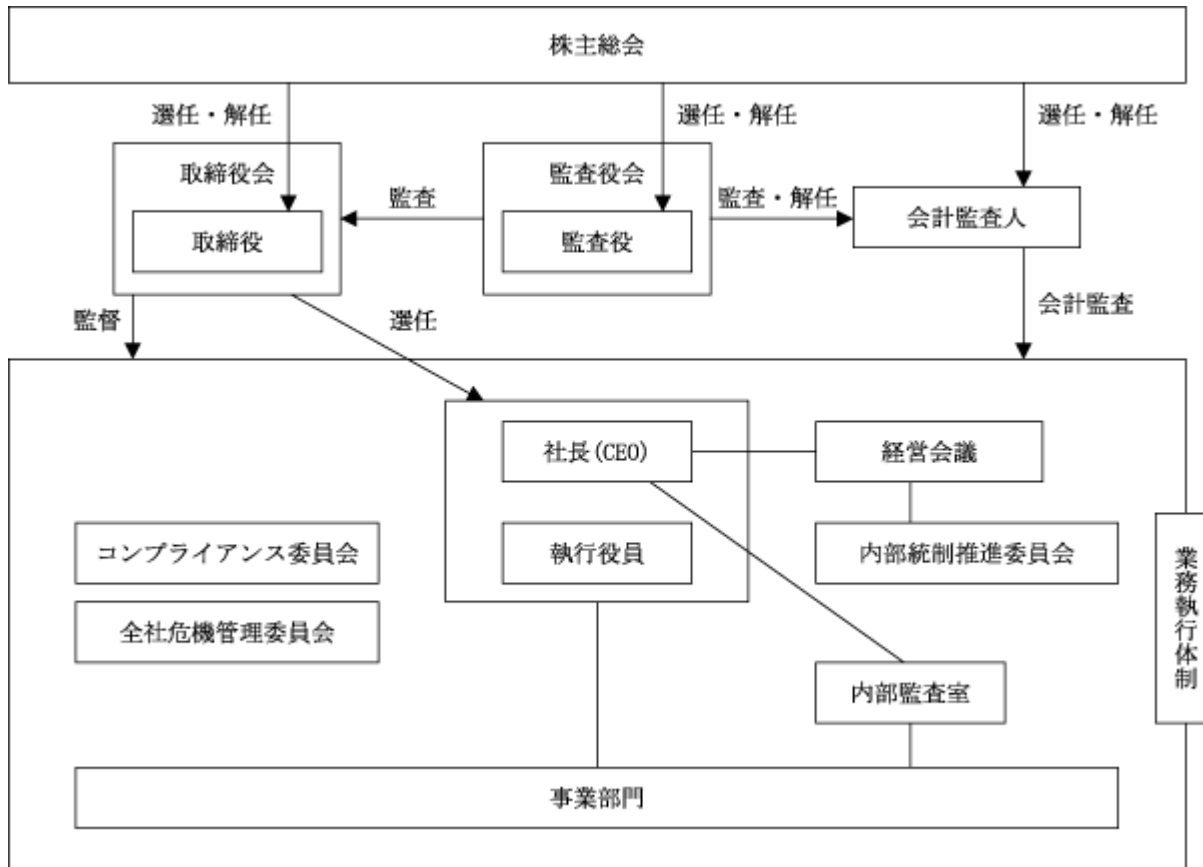 株主総会
選任・解任
選任・解任
選任・解任
取締役会
監査役会
監査
監査・解任
会計監査人
取締役
監査役
監督
選任
会計監査
社長(CEO)
経営会議
コンプライアンス委員会
執行役員
内部統制推進委員会
全社危機管理委員会
内部監査室
業務執行体制
事業部門